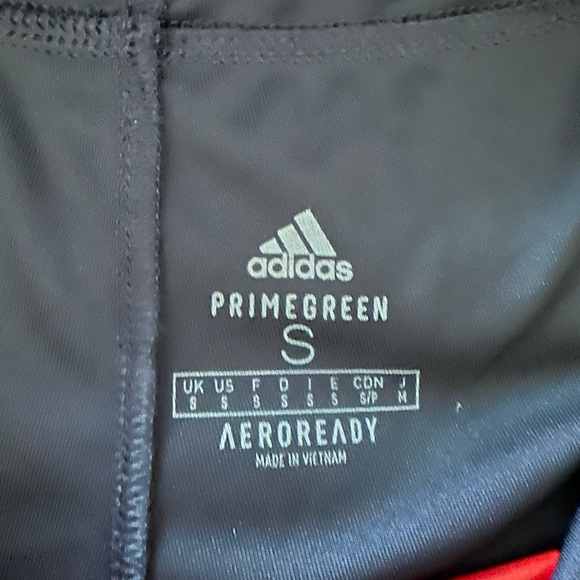 adidas
PRIMEGREEN
S
UK US F D I E CDN J
S S S S S S S/P M
AEROREADY
MADE IN VIETNAM